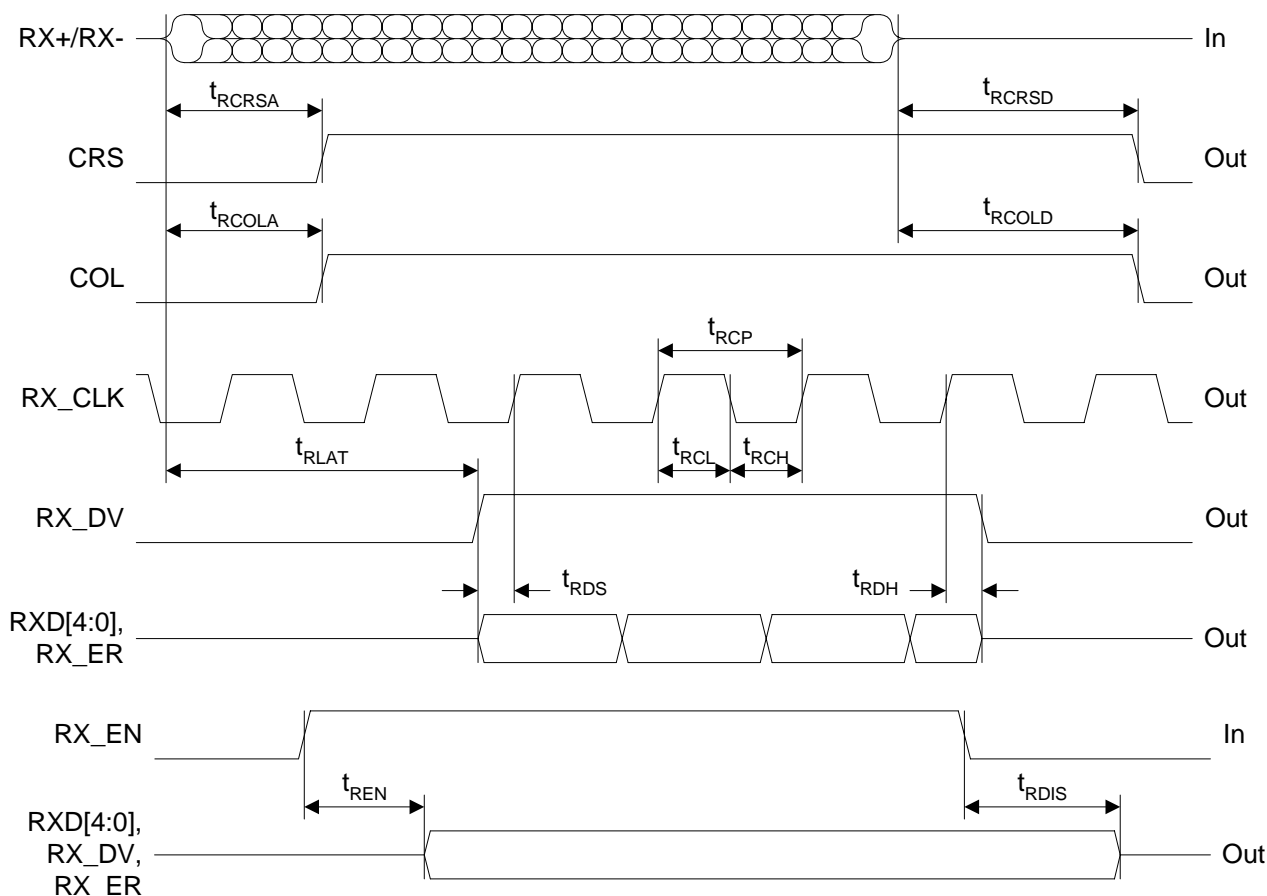 RX+/RX-
In
tRCRSA
tRCRSD
CRS
Out
tRCOLA
tRCOLD
COL
Out
tRCP
RX_CLK
Out
tRLAT
tRCL
tRCH
RX_DV
Out
tRDS
tRDH
RXD[4:0],
RX_ER
Out
RX_EN
In
tREN
tRDIS
RXD[4:0],
RX_DV,
RX_ER
Out